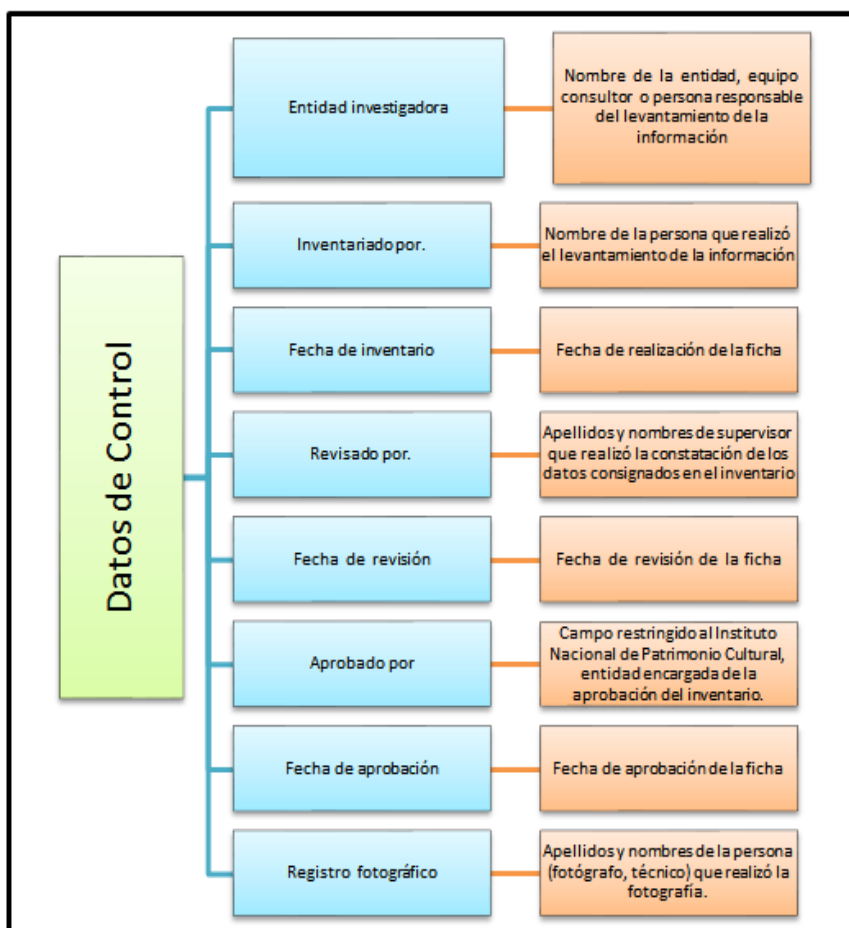 Datos de Control
Entidad investigadora
Nombre de la entidad, equipo
consultor o persona responsable
del levantamiento de la
información
Inventariado por.
Nombre de la persona que realizó
el levantamiento de la información
Fecha de inventario
Fecha de realización de la ficha
Revisado por.
Apellidos y nombres de supervisor
que realizó la constatación de los
datos consignados en el inventario
Fecha de revisión
Fecha de revisión de la ficha
Aprobado por
Campo restringido al Instituto
Nacional de Patrimonio Cultural,
entidad encargada de la
aprobación del inventario.
Fecha de aprobación
Fecha de aprobación de la ficha
Registro fotográfico
Apellidos y nombres de la persona
(fotógrafo, técnico) que realizó la
fotografía.